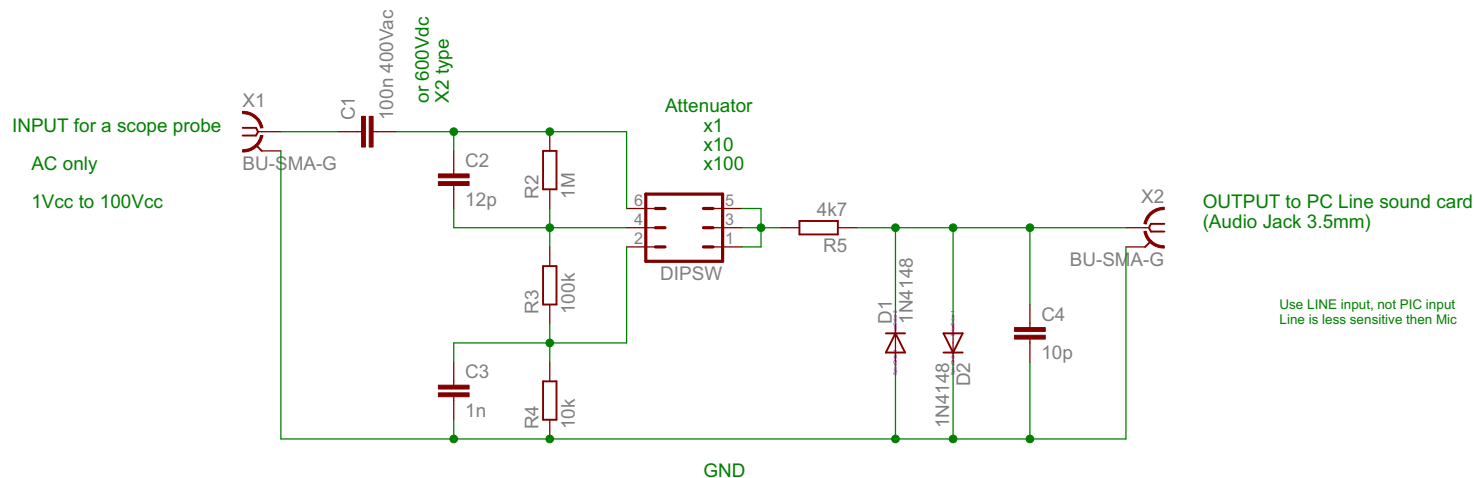 INPUT for a scope probe
AC only
1Vcc to 100Vcc
X1
BU-SMA-G
C1
100n 400Vac
or 600Vdc
X2 type
C2
12p
R2
1M
R3
100k
C3
1n
R4
10k
Attenuator
x1
x10
x100
6
4
2
5
3
1
DIPSW
4k7
R5
D1
1N4148
1N4148
D2
C4
10p
X2
BU-SMA-G
OUTPUT to PC Line sound card
(Audio Jack 3.5mm)
Use LINE input, not PIC input
Line is less sensitive then Mic
GND